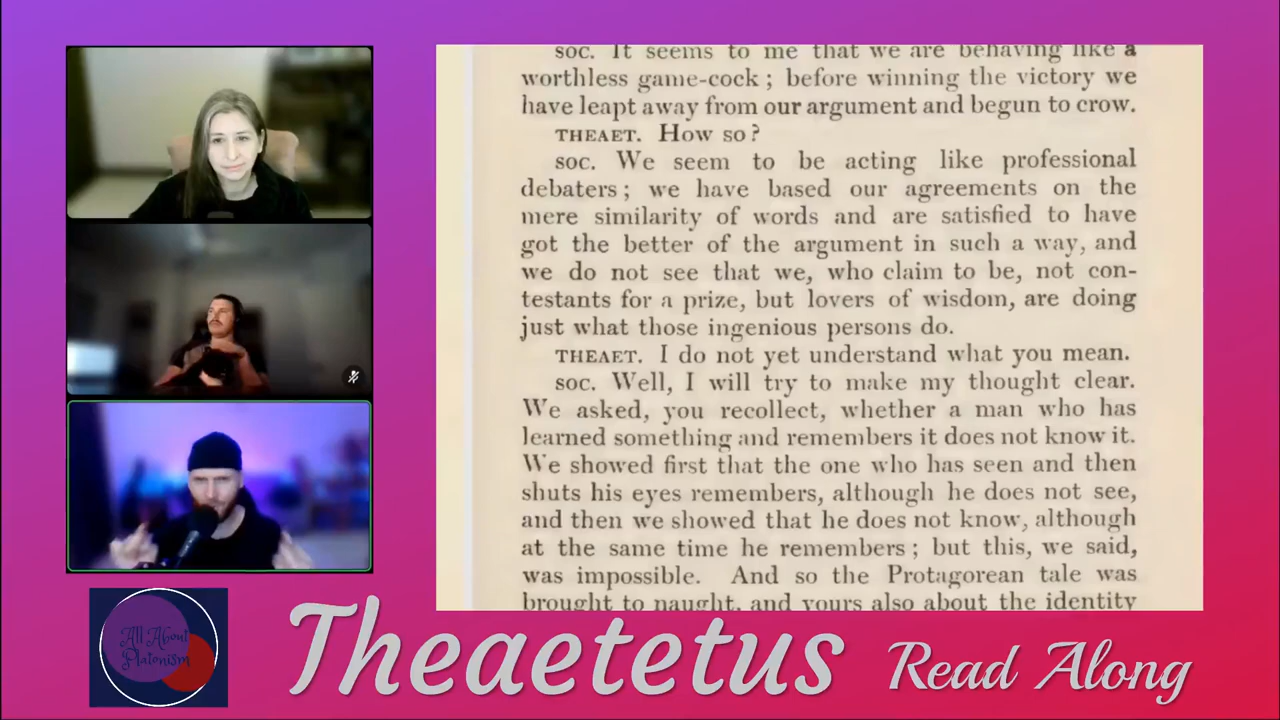 soc. It seems to me that we are behaving like a
worthless game-cock ; before winning the victory we
have leapt away from our argument and begun to crow.
THEAET. How so?
soc. We seem to be acting like professional
debaters ; we have based our agreements on the
mere similarity of words and are satisfied to have
got the better of the argument in such a way, and
we do not see that we, who claim to be, not con-
testants for a prize, but lovers of wisdom, are doing
just what those ingenious persons do.
THEAET. I do not yet understand what you mean.
soc. Well, I will try to make my thought clear.
We asked, you recollect, whether a man who has
learned something and remembers it does not know it.
We showed first that the one who has seen and then
shuts his eyes remembers, although he does not see,
and then we showed that he does not know, although
at the same time he remembers ; but this, we said,
was impossible. And so the Protagorean tale was
brought to naught, and yours also about the identity
All About
Platonism
Theaetetus Read Along